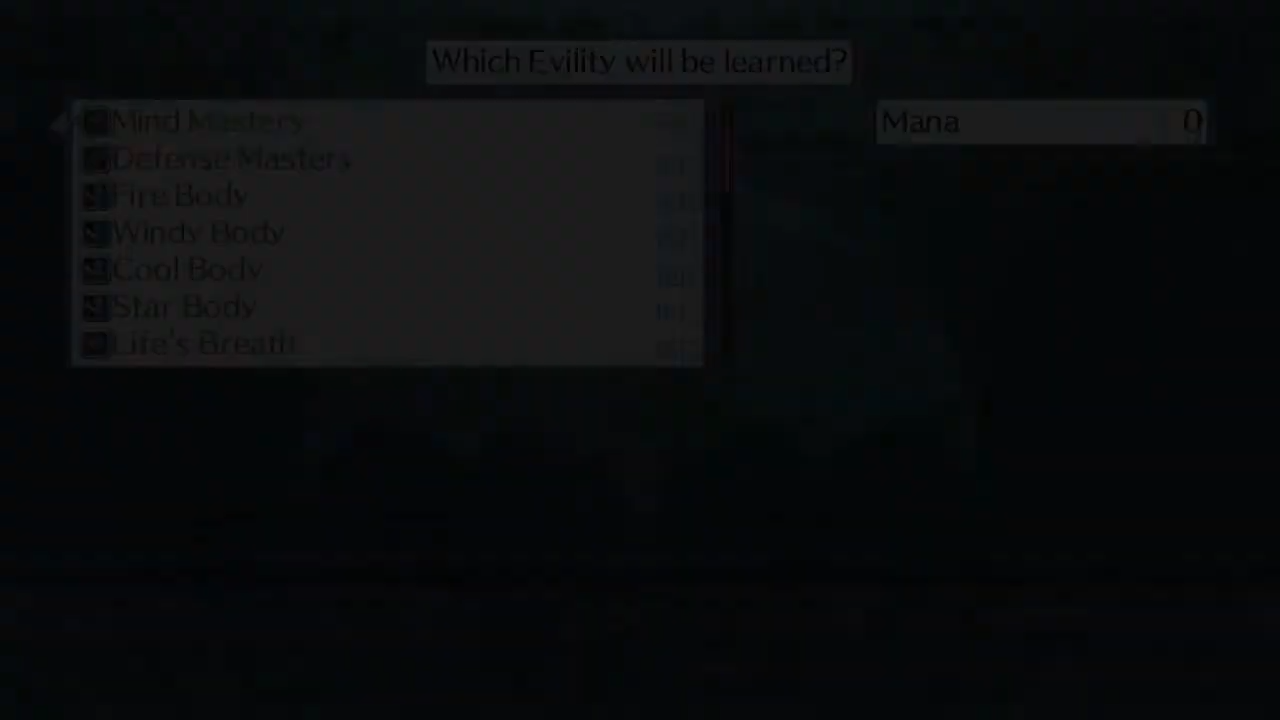 Which Evility will be learned?
Mind Mastery
Mana 0
Defense Mastery
Fire Body
Windy Body
Cool Body
Star Body
Life's Breath